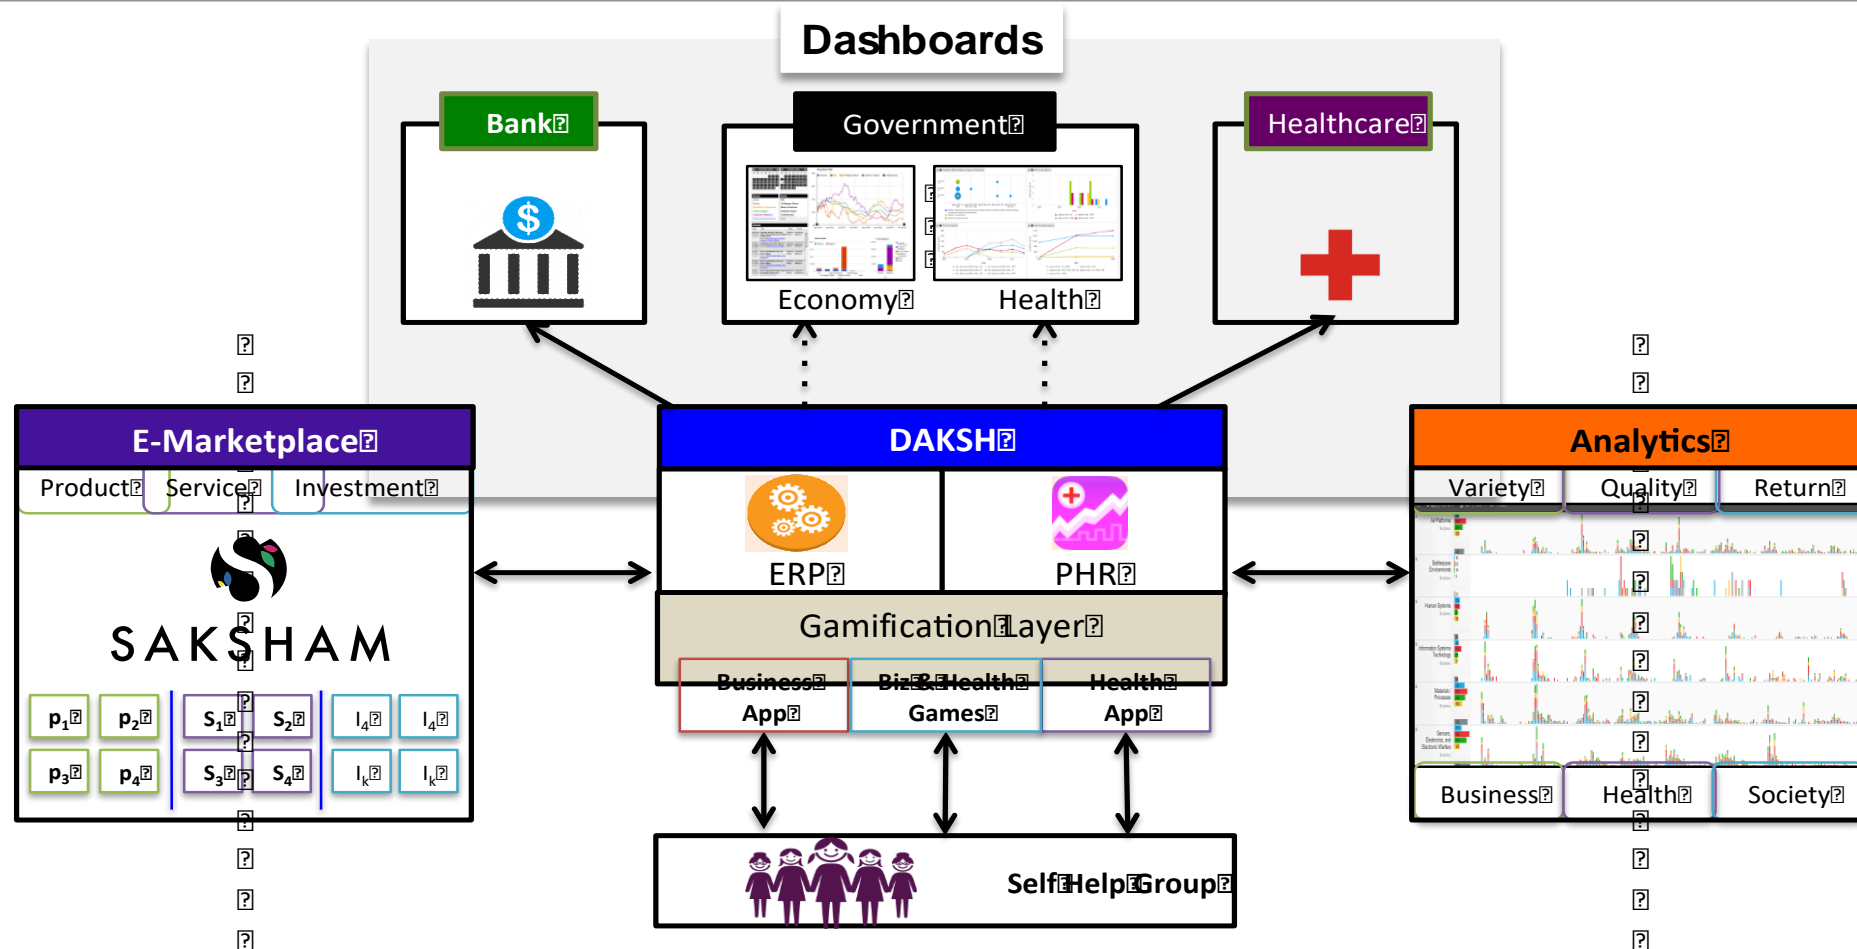 Dashboards
Bank
Government
Healthcare
Economy
Health
E-Marketplace
Product
Service
Investment
SAKSHAM
p1
p2
S1
S2
I4
I4
p3
p4
S3
S4
Ik
Ik
DAKSH
ERP
PHR
Gamification Layer
Business
App
Biz & Health
Games
Health
App
Self Help Group
Analytics
Variety
Quality
Return
Human Systems
Business
Health
Society